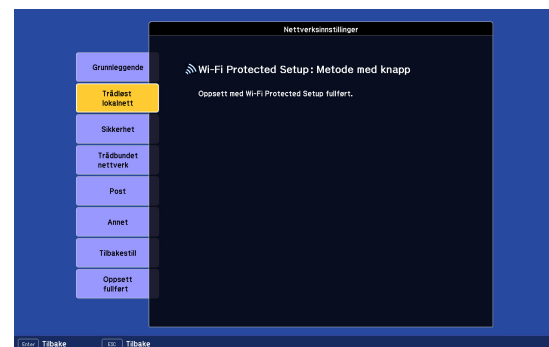 Nettverksinnstillinger
Grunnleggende
Trådløst
lokalnett
Sikkerhet
Trådbundet
nettverk
Post
Annet
Tilbakestill
Oppsett
fullført
Wi-Fi Protected Setup: Metode med knapp
Oppsett med Wi-Fi Protected Setup fullført.
Enter Tilbake
ESC Tilbake